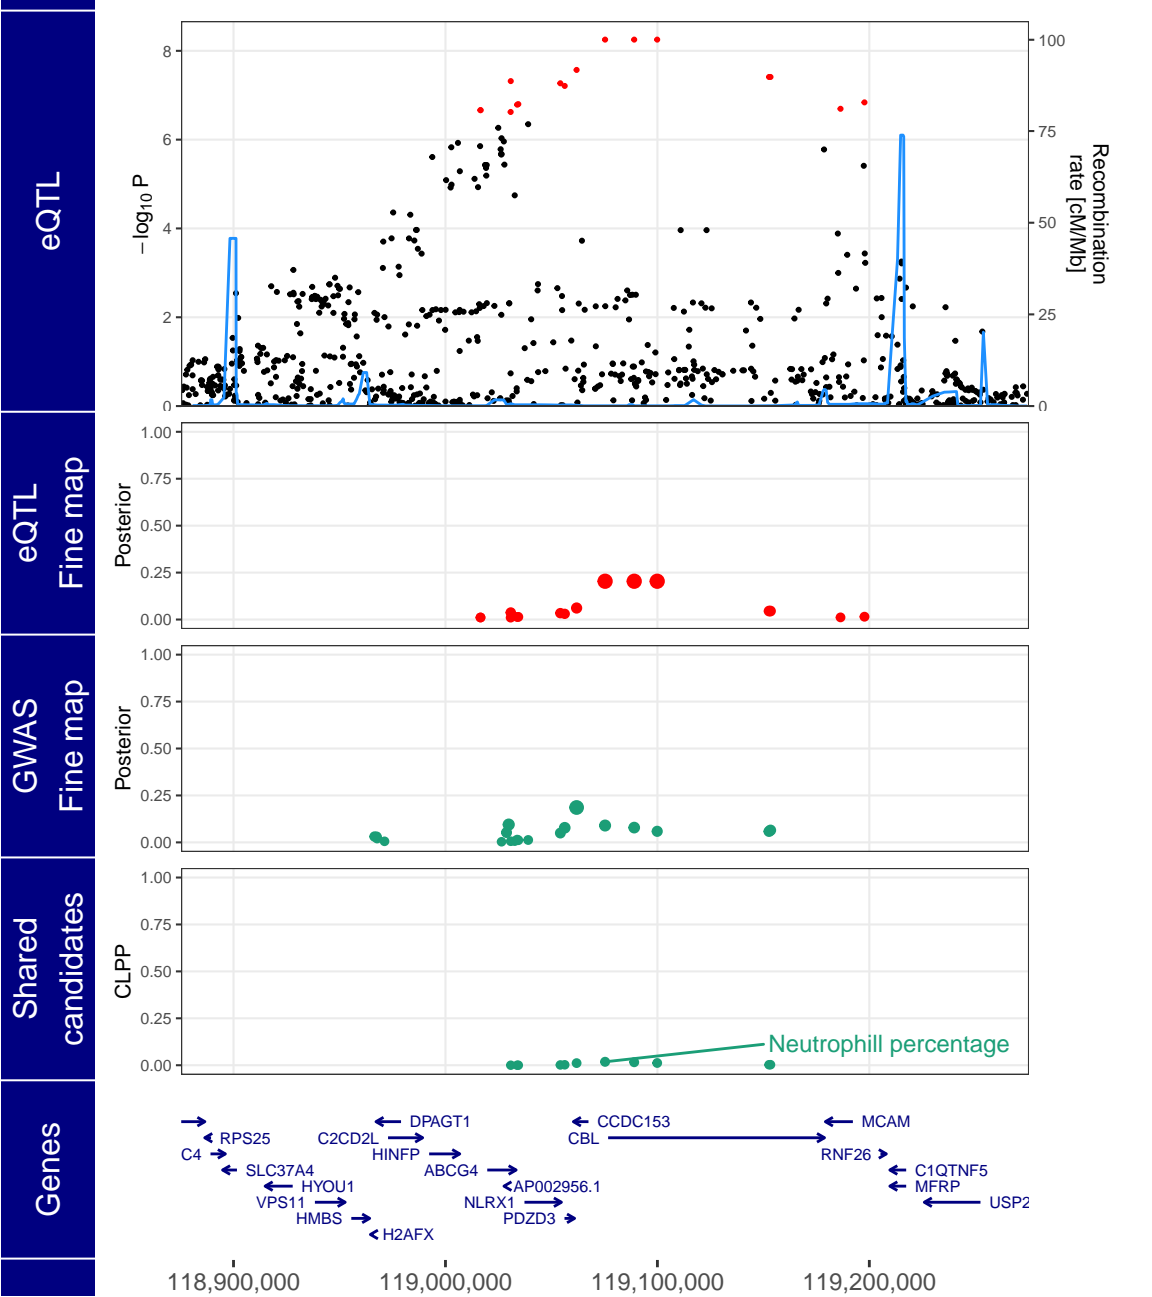 eQTL
8
6
4
2
0
−log10 P
100
75
50
25
0
Recombination
rate [cM/Mb]
eQTL
Fine map
1.00
0.75
0.50
0.25
0.00
Posterior
GWAS
Fine map
1.00
0.75
0.50
0.25
0.00
Posterior
Shared
candidates
1.00
0.75
0.50
0.25
0.00
CLPP
Neutrophill percentage
Genes
DPAGT1
CCDC153
MCAM
RPS25
C2CD2L
CBL
C4
HINFP
RNF26
SLC37A4
ABCG4
C1QTNF5
HYOU1
AP002956.1
MFRP
VPS11
NLRX1
USP2
HMBS
PDZD3
H2AFX
118,900,000
119,000,000
119,100,000
119,200,000